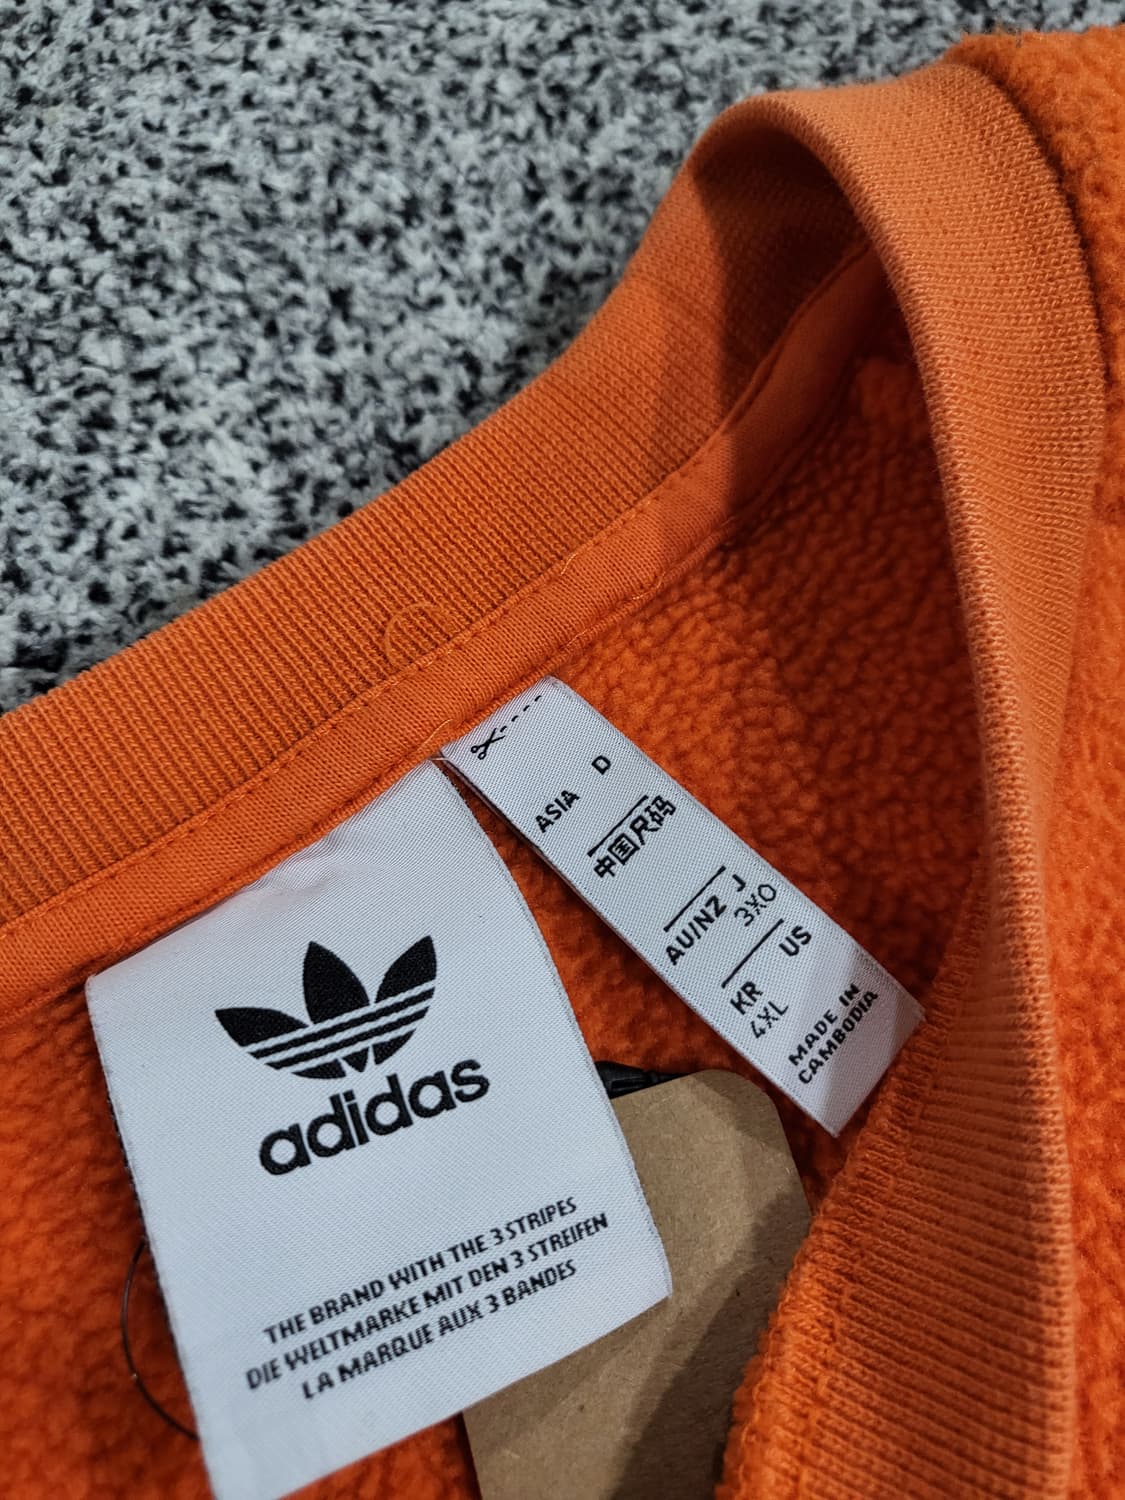 adidas
THE BRAND WITH THE 3 STRIPES
DIE WELTMARKE MIT DEN 3 STREIFEN
LA MARQUE AUX 3 BANDES
ASIA D
中国尺码
AU/NZ J
3XO
KR US
4XL
MADE IN
CAMBODIA